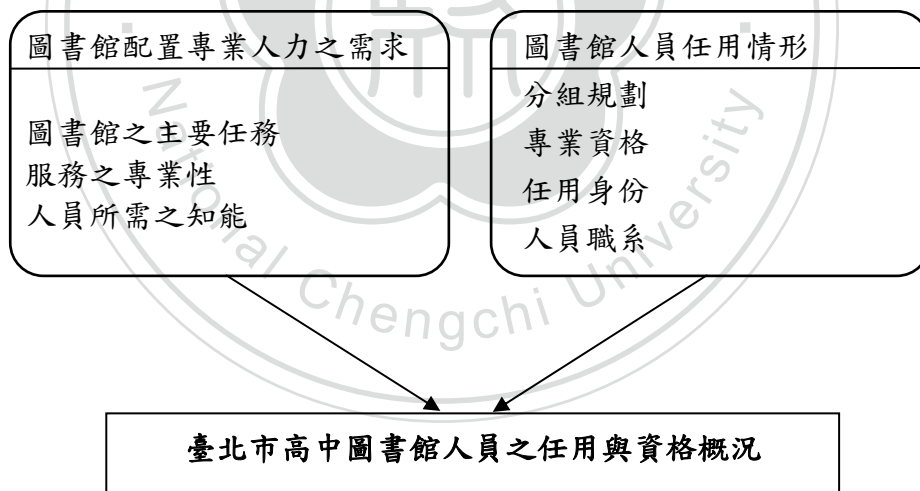 圖書館配置專業人力之需求
圖書館之主要任務
服務之專業性
人員所需之知能
圖書館人員任用情形
分組規劃
專業資格
任用身份
人員職系
National Chengchi University
臺北市高中圖書館人員之任用與資格概況